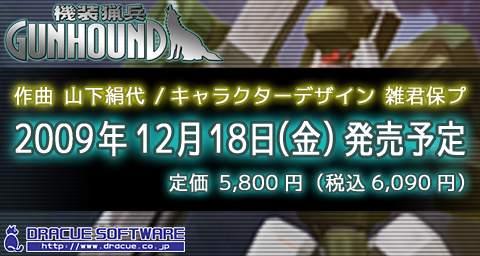 機装猟兵
GUNHOUND
作曲 山下絹代 / キャラクターデザイン 雑君保プ
2009年 12月 18日(金) 発売予定
定価 5,800 円 (税込 6,090 円)
DRACUE SOFTWARE
http://www.dracue.co.jp